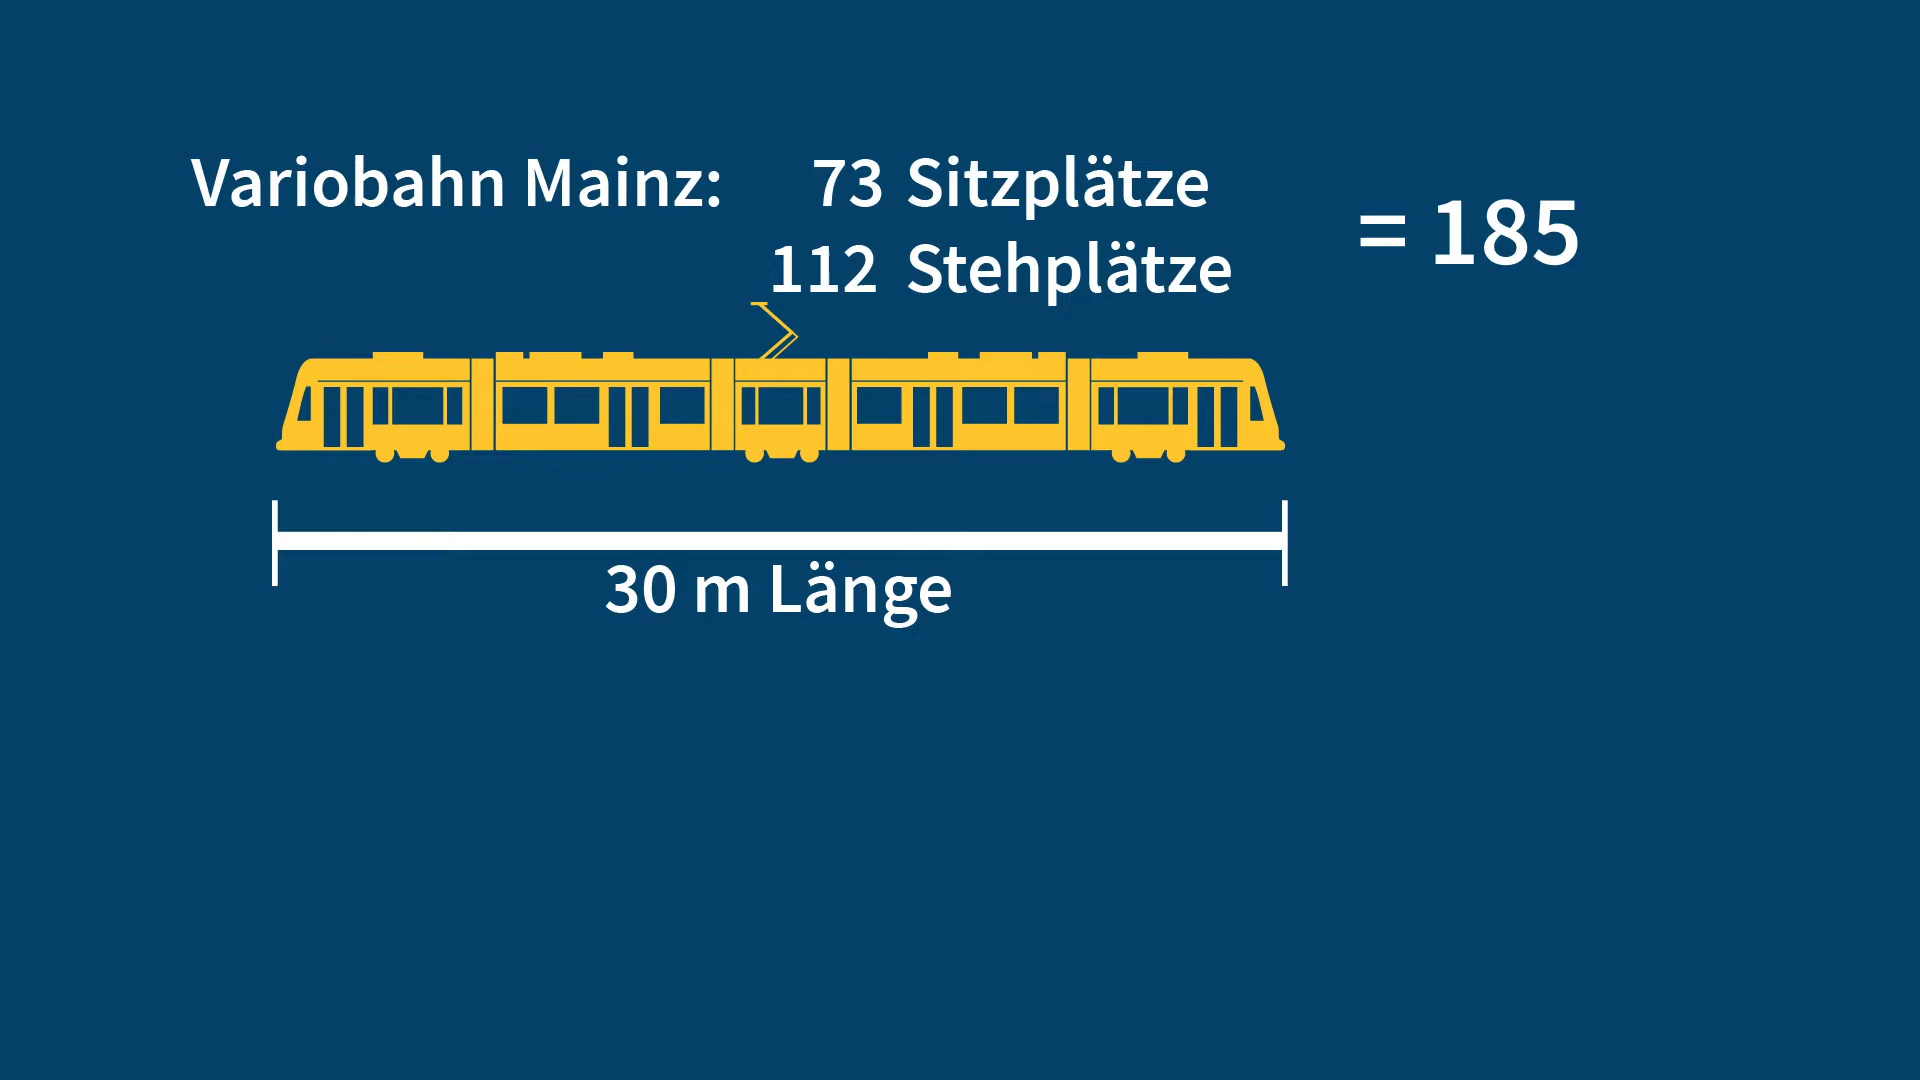 Variobahn Mainz: 73 Sitzplätze
112 Stehplätze
= 185
30 m Länge